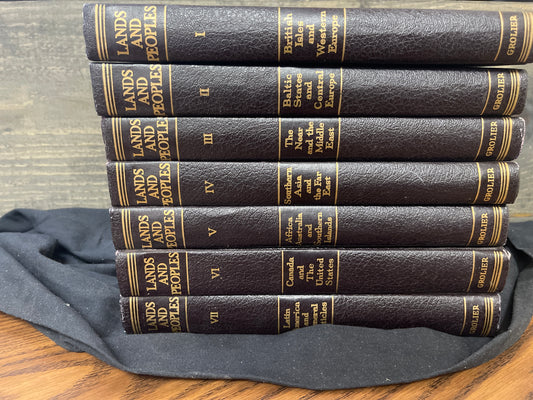 LANDS
AND
PEOPLES
I
British
Isles
and
Western
Europe
GROLIER
LANDS
AND
PEOPLES
II
Baltic
States
and
Central
Europe
GROLIER
LANDS
AND
PEOPLES
III
The
Near
and the
Middle
East
GROLIER
LANDS
AND
PEOPLES
IV
Southern
Asia
and
the Far
East
GROLIER
LANDS
AND
PEOPLES
V
Africa
Australia
and
Southern
Islands
GROLIER
LANDS
AND
PEOPLES
VI
Canada
and
The
United
States
GROLIER
LANDS
AND
PEOPLES
VII
Latin
America
and
GROLIER